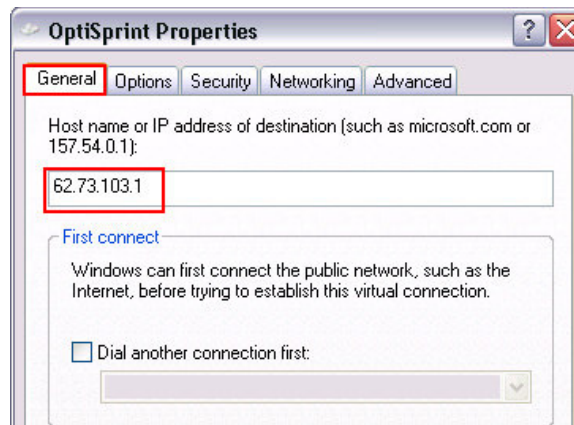 OptiSprint Properties
General Options Security Networking Advanced
Host name or IP address of destination (such as microsoft.com or
157.54.0.1):
62.73.103.1
First connect
Windows can first connect the public network, such as the
Internet, before trying to establish this virtual connection.
Dial another connection first: